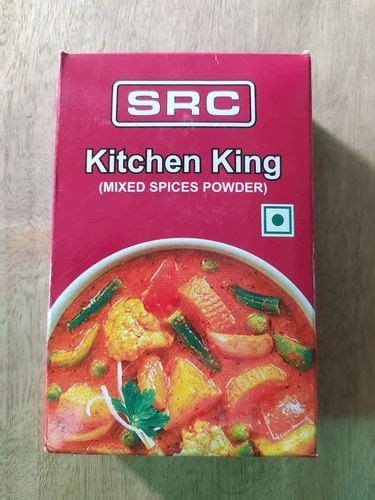 SRC
Kitchen King
(MIXED SPICES POWDER)